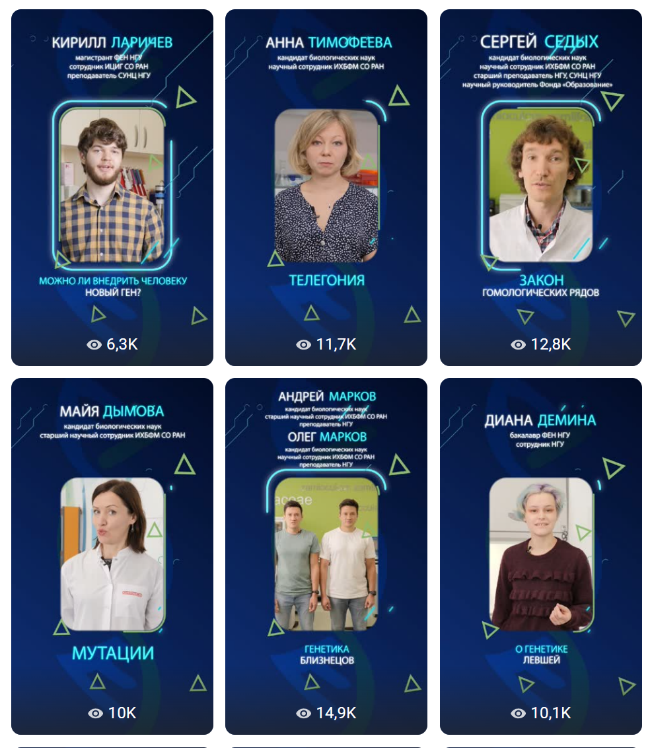 КИРИЛЛ ЛАРИЧЕВ
магистрант ФЕН НГУ
сотрудник ИЦИГ СО РАН
преподаватель СУНЦ НГУ
МОЖНО ЛИ ВНЕДРИТЬ ЧЕЛОВЕКУ
НОВЫЙ ГЕН?
6,3K
АННА ТИМОФЕЕВА
кандидат биологических наук
научный сотрудник ИХБФМ СО РАН
ТЕЛЕГОНИЯ
11,7K
СЕРГЕЙ СЕДЫХ
кандидат биологических наук
научный сотрудник ИХБФМ СО РАН
старший преподаватель НГУ, СУНЦ НГУ
научный руководитель Фонда «Образование»
ЗАКОН
ГОМОЛОГИЧЕСКИХ РЯДОВ
12,8K
МАЙЯ ДЫМОВА
кандидат биологических наук
старший научный сотрудник ИХБФМ СО РАН
МУТАЦИИ
10K
АНДРЕЙ МАРКОВ
кандидат биологических наук
старший научный сотрудник ИХБФМ СО РАН
преподаватель НГУ
ОЛЕГ МАРКОВ
кандидат биологических наук
научный сотрудник ИХБФМ СО РАН
преподаватель НГУ
ГЕНЕТИКА
БЛИЗНЕЦОВ
14,9K
ДИАНА ДЕМИНА
бакалавр ФЕН НГУ
сотрудник НГУ
О ГЕНЕТИКЕ
ЛЕВШЕЙ
10,1K